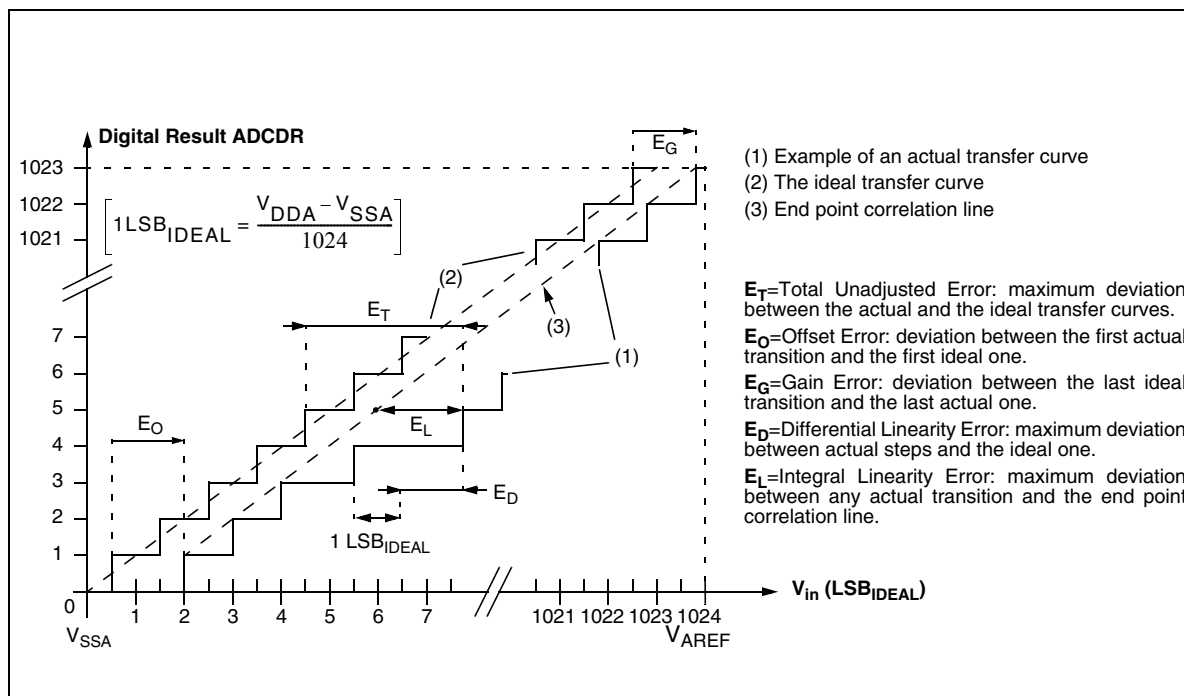 Digital Result ADCDR
E_G
1023
1022
1021
1LSB_IDEAL = (V_DDA – V_SSA) / 1024
(2)
E_T
(3)
(1)
7
6
5
4
3
2
1
0
E_O
E_L
E_D
1 LSB_IDEAL
1 2 3 4 5 6 7 1021 1022 1023 1024
V_in (LSB_IDEAL)
V_SSA
V_AREF
(1) Example of an actual transfer curve
(2) The ideal transfer curve
(3) End point correlation line
E_T=Total Unadjusted Error: maximum deviation
between the actual and the ideal transfer curves.
E_O=Offset Error: deviation between the first actual
transition and the first ideal one.
E_G=Gain Error: deviation between the last ideal
transition and the last actual one.
E_D=Differential Linearity Error: maximum deviation
between actual steps and the ideal one.
E_L=Integral Linearity Error: maximum deviation
between any actual transition and the end point
correlation line.